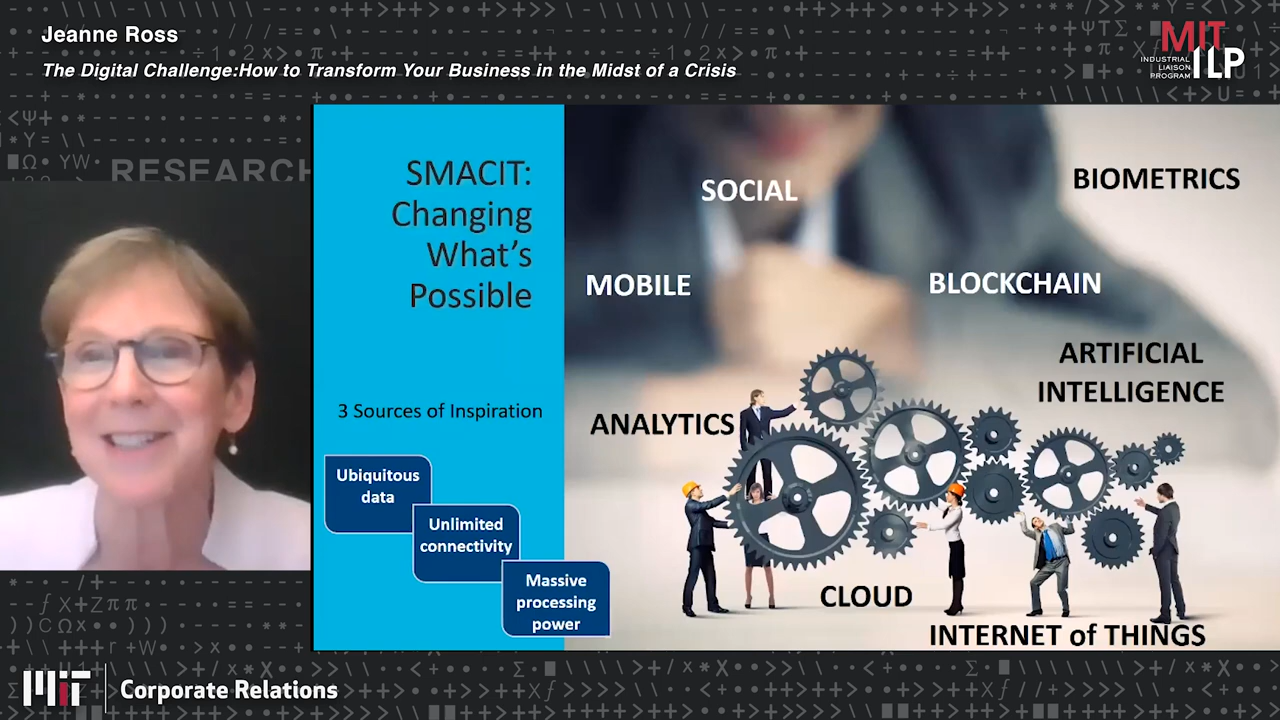 Jeanne Ross
The Digital Challenge:How to Transform Your Business in the Midst of a Crisis
MIT
INDUSTRIAL
LIAISON
PROGRAM
ILP
RESEARCH
SMACIT:
Changing
What's
Possible
3 Sources of Inspiration
Ubiquitous
data
Unlimited
connectivity
Massive
processing
power
SOCIAL
BIOMETRICS
MOBILE
BLOCKCHAIN
ARTIFICIAL
INTELLIGENCE
ANALYTICS
CLOUD
INTERNET of THINGS
MIT
Corporate Relations